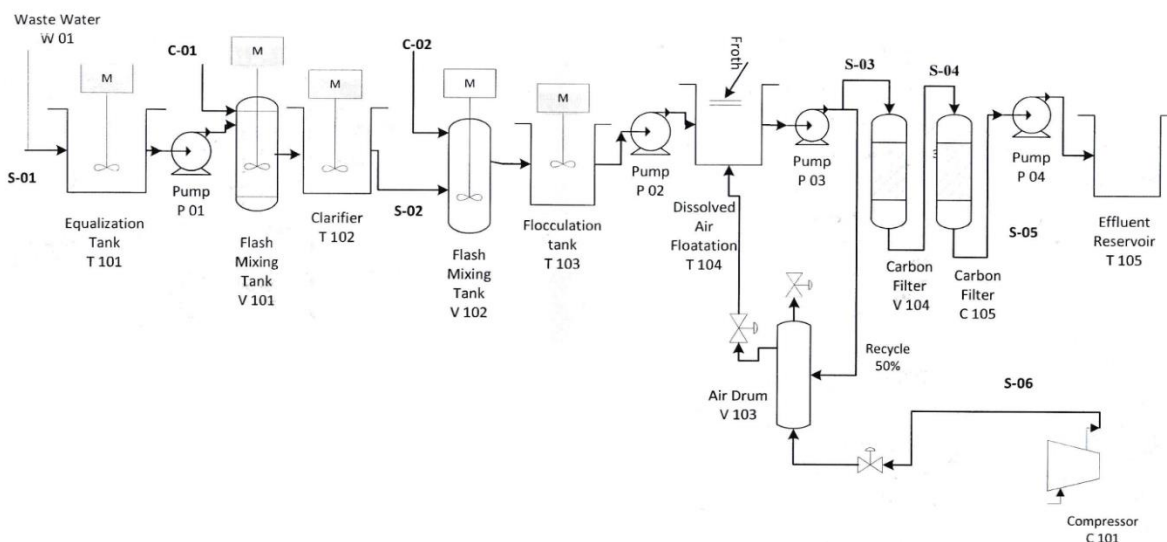 Waste Water
W 01
S-01
M
Equalization
Tank
T 101
Pump
P 01
C-01
M
Flash
Mixing
Tank
V 101
M
Clarifier
T 102
S-02
C-02
M
Flash
Mixing
Tank
V 102
M
Flocculation
tank
T 103
Pump
P 02
Froth
Dissolved
Air
Floatation
T 104
Pump
P 03
S-03
S-04
Carbon
Filter
V 104
Carbon
Filter
C 105
S-05
Pump
P 04
Effluent
Reservoir
T 105
Recycle
50%
Air Drum
V 103
S-06
Compressor
C 101